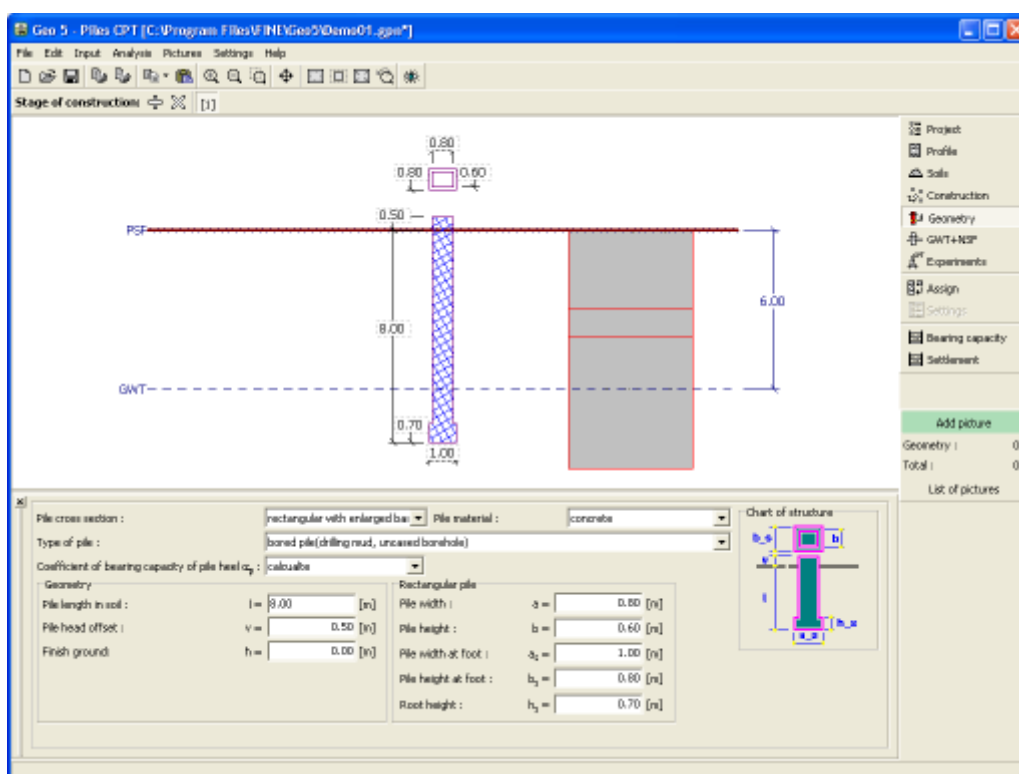 Geo 5 - Piles CPT [C:\Program Files\FINE\Geo5\Demo01.gpn*]
File Edit Input Analysis Pictures Settings Help
Stage of construction: [1]
0.80
0.80 0.60
0.50
PSF
6.00
8.00
GWT
0.70
1.00
Project
Profile
Soils
Construction
Geometry
GWT+NSF
Experiments
Assign
Settings
Bearing capacity
Settlement
Add picture
Geometry : 0
Total : 0
List of pictures
Pile cross section : rectangular with enlarged ba Pile material : concrete
Type of pile : bored pile(drilling mud, uncased borehole)
Coefficient of bearing capacity of pile heel αp : calcualte
Geometry
Pile length in soil : l = 8.00 [m]
Pile head offset : v = 0.50 [m]
Finish ground: h = 0.00 [m]
Rectangular pile
Pile width : a = 0.80 [m]
Pile height : b = 0.60 [m]
Pile width at foot : as = 1.00 [m]
Pile height at foot : bs = 0.80 [m]
Root height : hs = 0.70 [m]
Chart of structure
b_s b
v
l
h_s
a_s